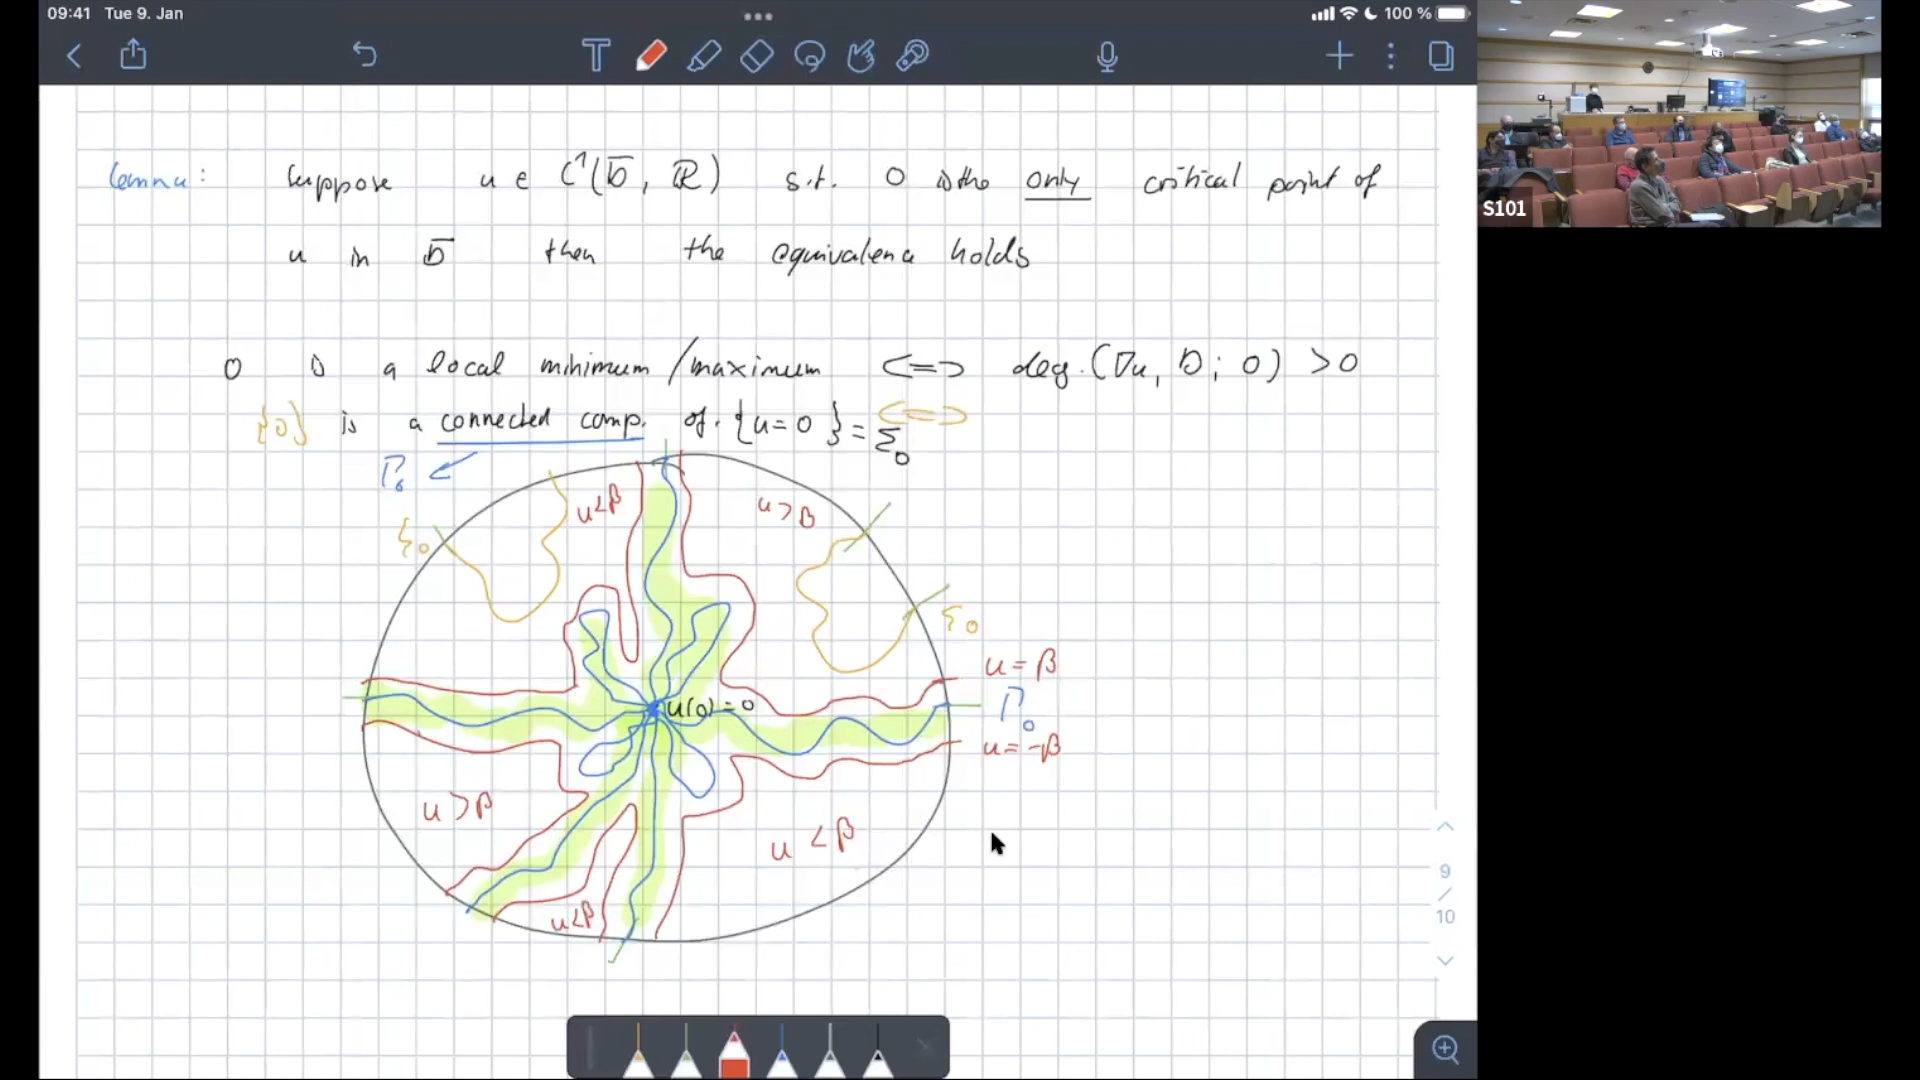 09:41 Tue 9. Jan
100 %
Lemma: suppose u ∈ C¹(D̅, ℝ) s.t. 0 is the only critical point of
u in D̅ then the equivalence holds
0 is a local minimum/maximum <=> deg.(∇u, D; 0) > 0
{0} is a connected comp. of {u=0} = Σ₀ <=>
Γ₀
u<β
u>β
Σ₀
Σ₀
u=β
u(0)=0
Γ₀
u=-β
u>β
u<β
u<β
9
/
10
S101